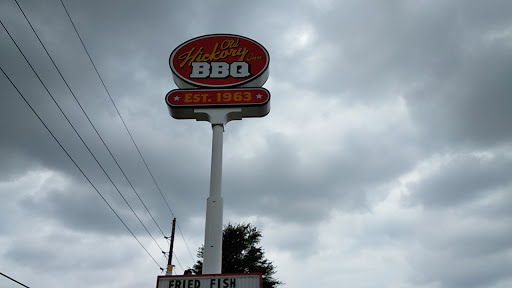 Old
Hickory
BBQ
EST. 1963
FRIED FISH